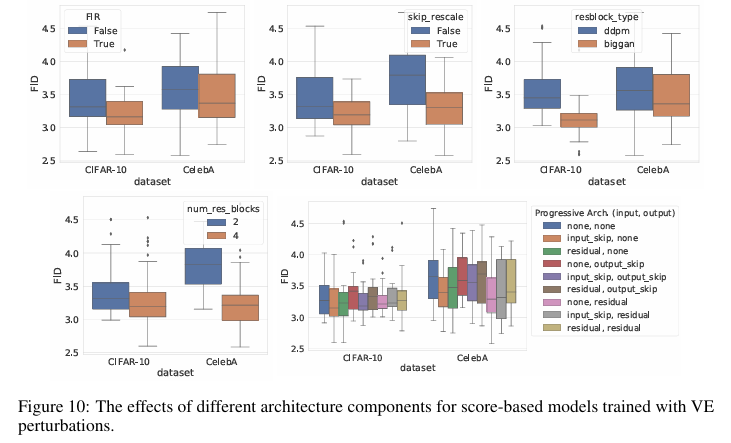 FIR
False
True
4.5
4.0
3.5
3.0
2.5
FID
CIFAR-10
CelebA
dataset
skip_rescale
False
True
4.5
4.0
3.5
3.0
2.5
FID
CIFAR-10
CelebA
dataset
resblock_type
ddpm
biggan
4.5
4.0
3.5
3.0
2.5
FID
CIFAR-10
CelebA
dataset
num_res_blocks
2
4
4.5
4.0
3.5
3.0
2.5
FID
CIFAR-10
CelebA
dataset
4.5
4.0
3.5
3.0
2.5
FID
CIFAR-10
CelebA
dataset
Progressive Arch. (input, output)
none, none
input_skip, none
residual, none
none, output_skip
input_skip, output_skip
residual, output_skip
none, residual
input_skip, residual
residual, residual
Figure 10: The effects of different architecture components for score-based models trained with VE
perturbations.